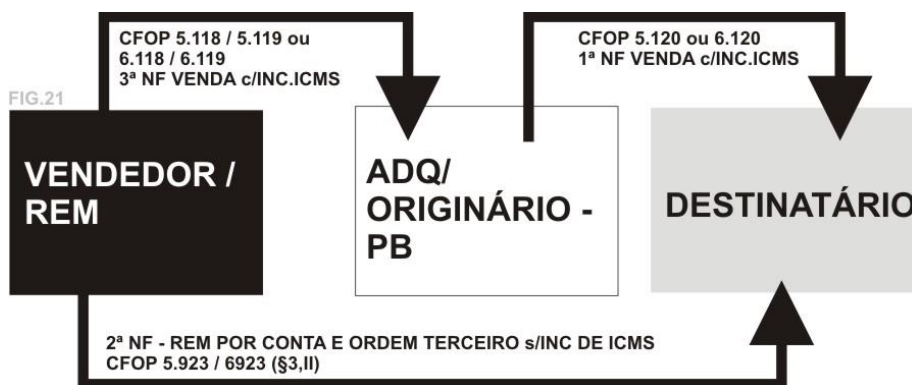 CFOP 5.118 / 5.119 ou
6.118 / 6.119
3ª NF VENDA c/INC.ICMS
CFOP 5.120 ou 6.120
1ª NF VENDA c/INC.ICMS
FIG.21
VENDEDOR /
REM
ADQ/
ORIGINÁRIO -
PB
DESTINATÁRIO
2ª NF - REM POR CONTA E ORDEM TERCEIRO s/INC DE ICMS
CFOP 5.923 / 6923 (§3,II)